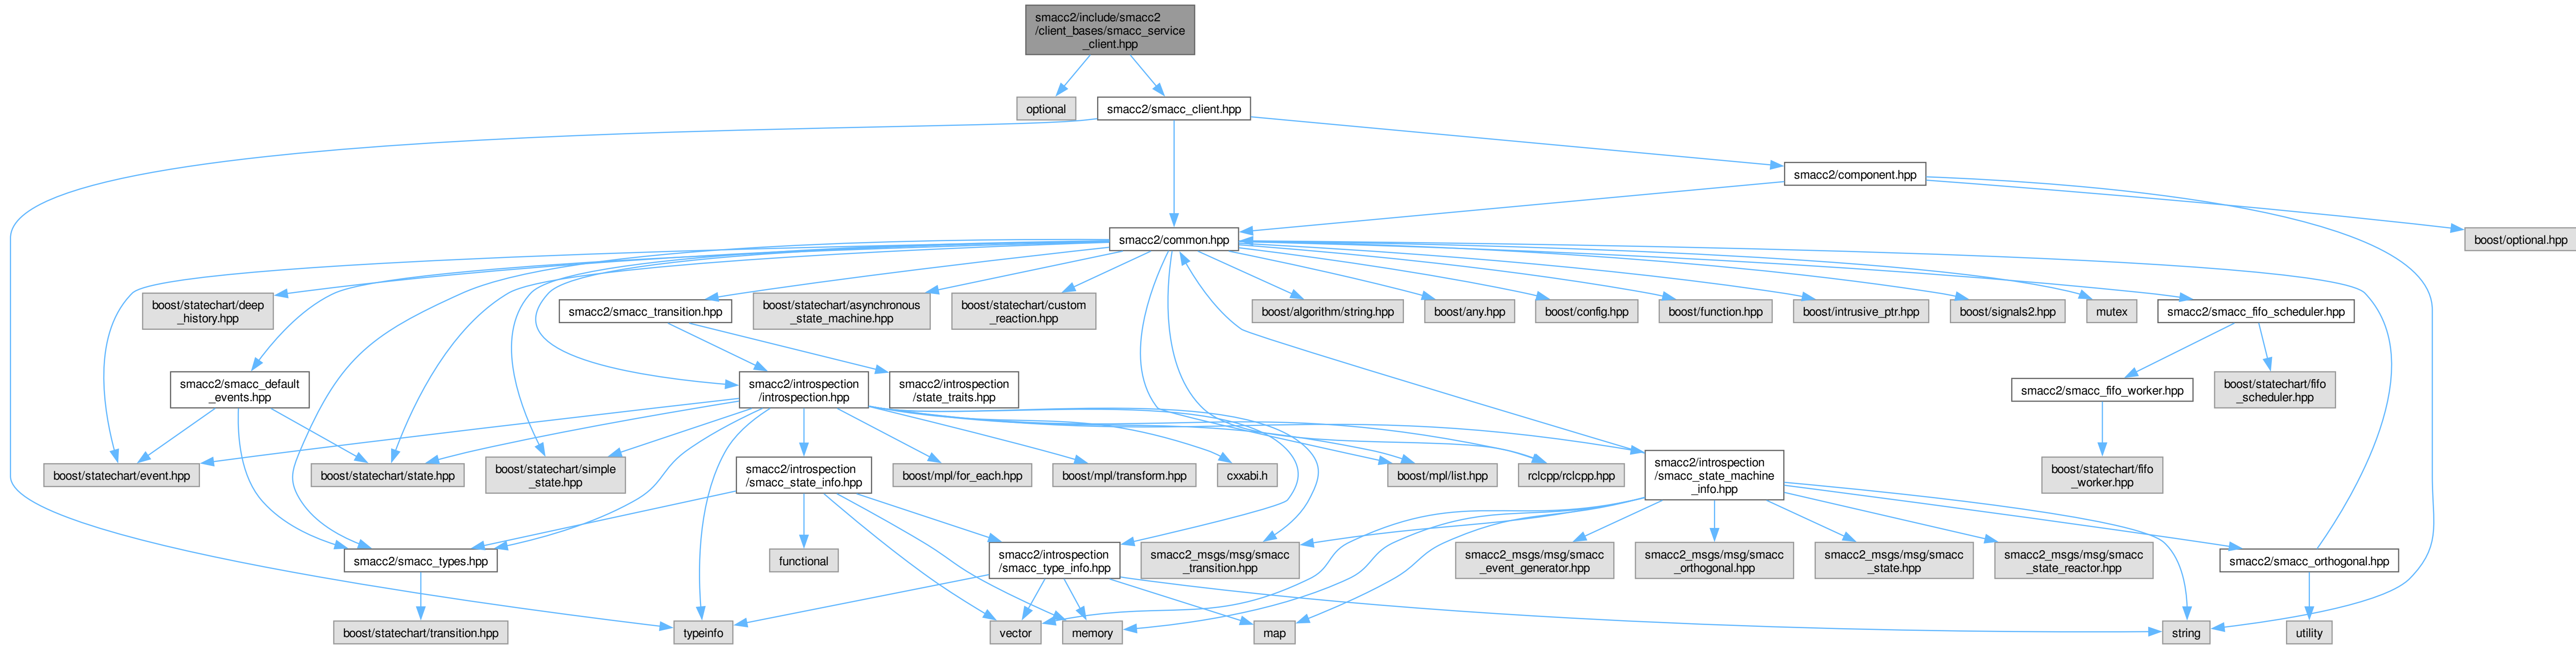 smacc2/include/smacc2
/client_bases/smacc_service
_client.hpp
optional
smacc2/smacc_client.hpp
smacc2/component.hpp
smacc2/common.hpp
boost/optional.hpp
boost/statechart/deep
_history.hpp
smacc2/smacc_transition.hpp
boost/statechart/asynchronous
_state_machine.hpp
boost/statechart/custom
_reaction.hpp
boost/algorithm/string.hpp
boost/any.hpp
boost/config.hpp
boost/function.hpp
boost/intrusive_ptr.hpp
boost/signals2.hpp
mutex
smacc2/smacc_fifo_scheduler.hpp
smacc2/smacc_default
_events.hpp
smacc2/introspection
/introspection.hpp
smacc2/introspection
/state_traits.hpp
smacc2/smacc_fifo_worker.hpp
boost/statechart/fifo
_scheduler.hpp
boost/statechart/event.hpp
boost/statechart/state.hpp
boost/statechart/simple
_state.hpp
smacc2/introspection
/smacc_state_info.hpp
boost/mpl/for_each.hpp
boost/mpl/transform.hpp
cxxabi.h
boost/mpl/list.hpp
rclcpp/rclcpp.hpp
smacc2/introspection
/smacc_state_machine
_info.hpp
boost/statechart/fifo
_worker.hpp
smacc2/smacc_types.hpp
functional
smacc2/introspection
/smacc_type_info.hpp
smacc2_msgs/msg/smacc
_transition.hpp
smacc2_msgs/msg/smacc
_event_generator.hpp
smacc2_msgs/msg/smacc
_orthogonal.hpp
smacc2_msgs/msg/smacc
_state.hpp
smacc2_msgs/msg/smacc
_state_reactor.hpp
smacc2/smacc_orthogonal.hpp
boost/statechart/transition.hpp
typeinfo
vector
memory
map
string
utility